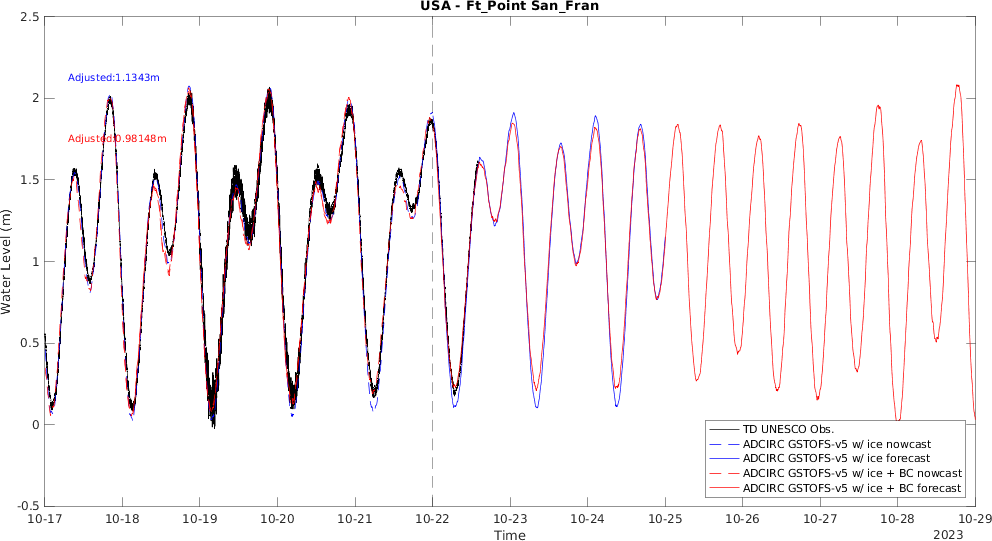 USA - Ft_Point San_Fran
Adjusted:1.1343m
Adjusted:0.98148m
Water Level (m)
2.5
2
1.5
1
0.5
0
-0.5
TD UNESCO Obs.
ADCIRC GSTOFS-v5 w/ ice nowcast
ADCIRC GSTOFS-v5 w/ ice forecast
ADCIRC GSTOFS-v5 w/ ice + BC nowcast
ADCIRC GSTOFS-v5 w/ ice + BC forecast
10-17 10-18 10-19 10-20 10-21 10-22 10-23 10-24 10-25 10-26 10-27 10-28 10-29
Time
2023